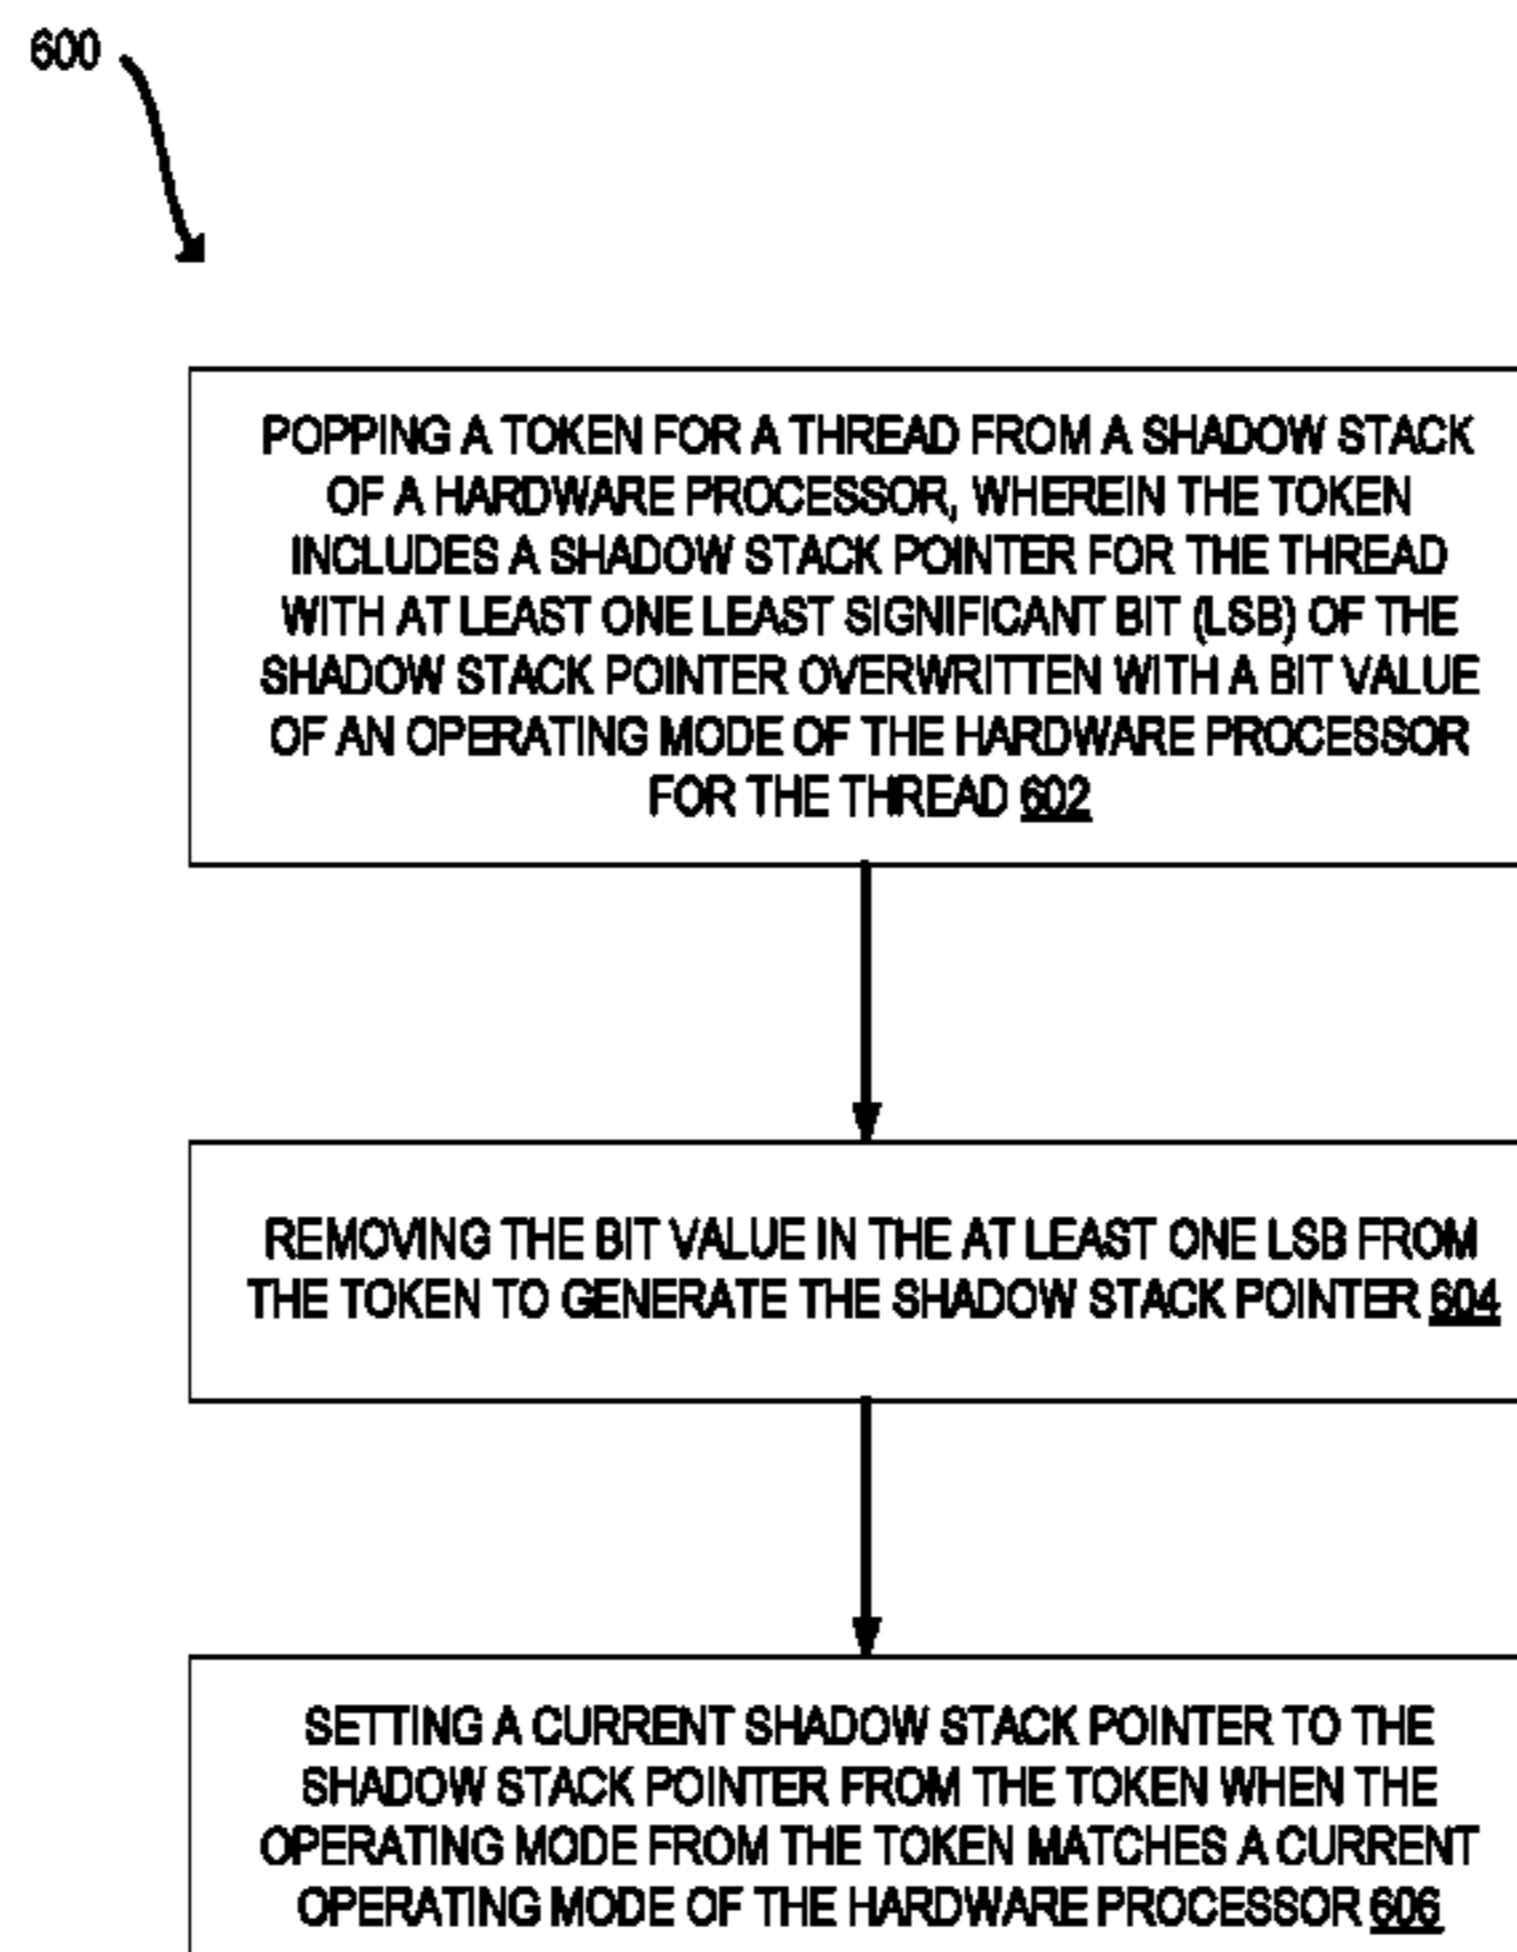 600
POPPING A TOKEN FOR A THREAD FROM A SHADOW STACK
OF A HARDWARE PROCESSOR, WHEREIN THE TOKEN
INCLUDES A SHADOW STACK POINTER FOR THE THREAD
WITH AT LEAST ONE LEAST SIGNIFICANT BIT (LSB) OF THE
SHADOW STACK POINTER OVERWRITTEN WITH A BIT VALUE
OF AN OPERATING MODE OF THE HARDWARE PROCESSOR
FOR THE THREAD 602
REMOVING THE BIT VALUE IN THE AT LEAST ONE LSB FROM
THE TOKEN TO GENERATE THE SHADOW STACK POINTER 604
SETTING A CURRENT SHADOW STACK POINTER TO THE
SHADOW STACK POINTER FROM THE TOKEN WHEN THE
OPERATING MODE FROM THE TOKEN MATCHES A CURRENT
OPERATING MODE OF THE HARDWARE PROCESSOR 606